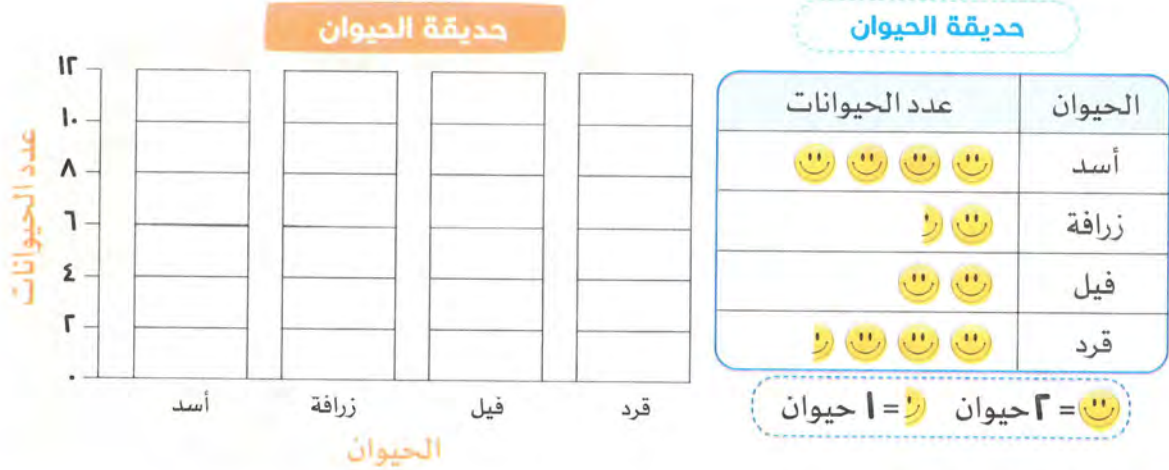 حديقة الحيوان
الحيوان عدد الحيوانات
أسد
زرافة
فيل
قرد
= ٢ حيوان = ١ حيوان
حديقة الحيوان
عدد الحيوانات
١٢
١٠
٨
٦
٤
٢
٠
أسد زرافة فيل قرد
الحيوان